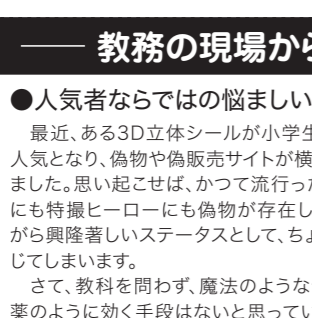 教務の現場から
●人気者ならではの悩ましい
最近、ある3D立体シールが小学生
人気となり、偽物や偽販売サイトが横
ました。思い起こせば、かつて流行った
にも特撮ヒーローにも偽物が存在し
がら興隆著しいステータスとして、ちょ
じてしまいます。
さて、教科を問わず、魔法のような
薬のように効く手段はないと思ってい